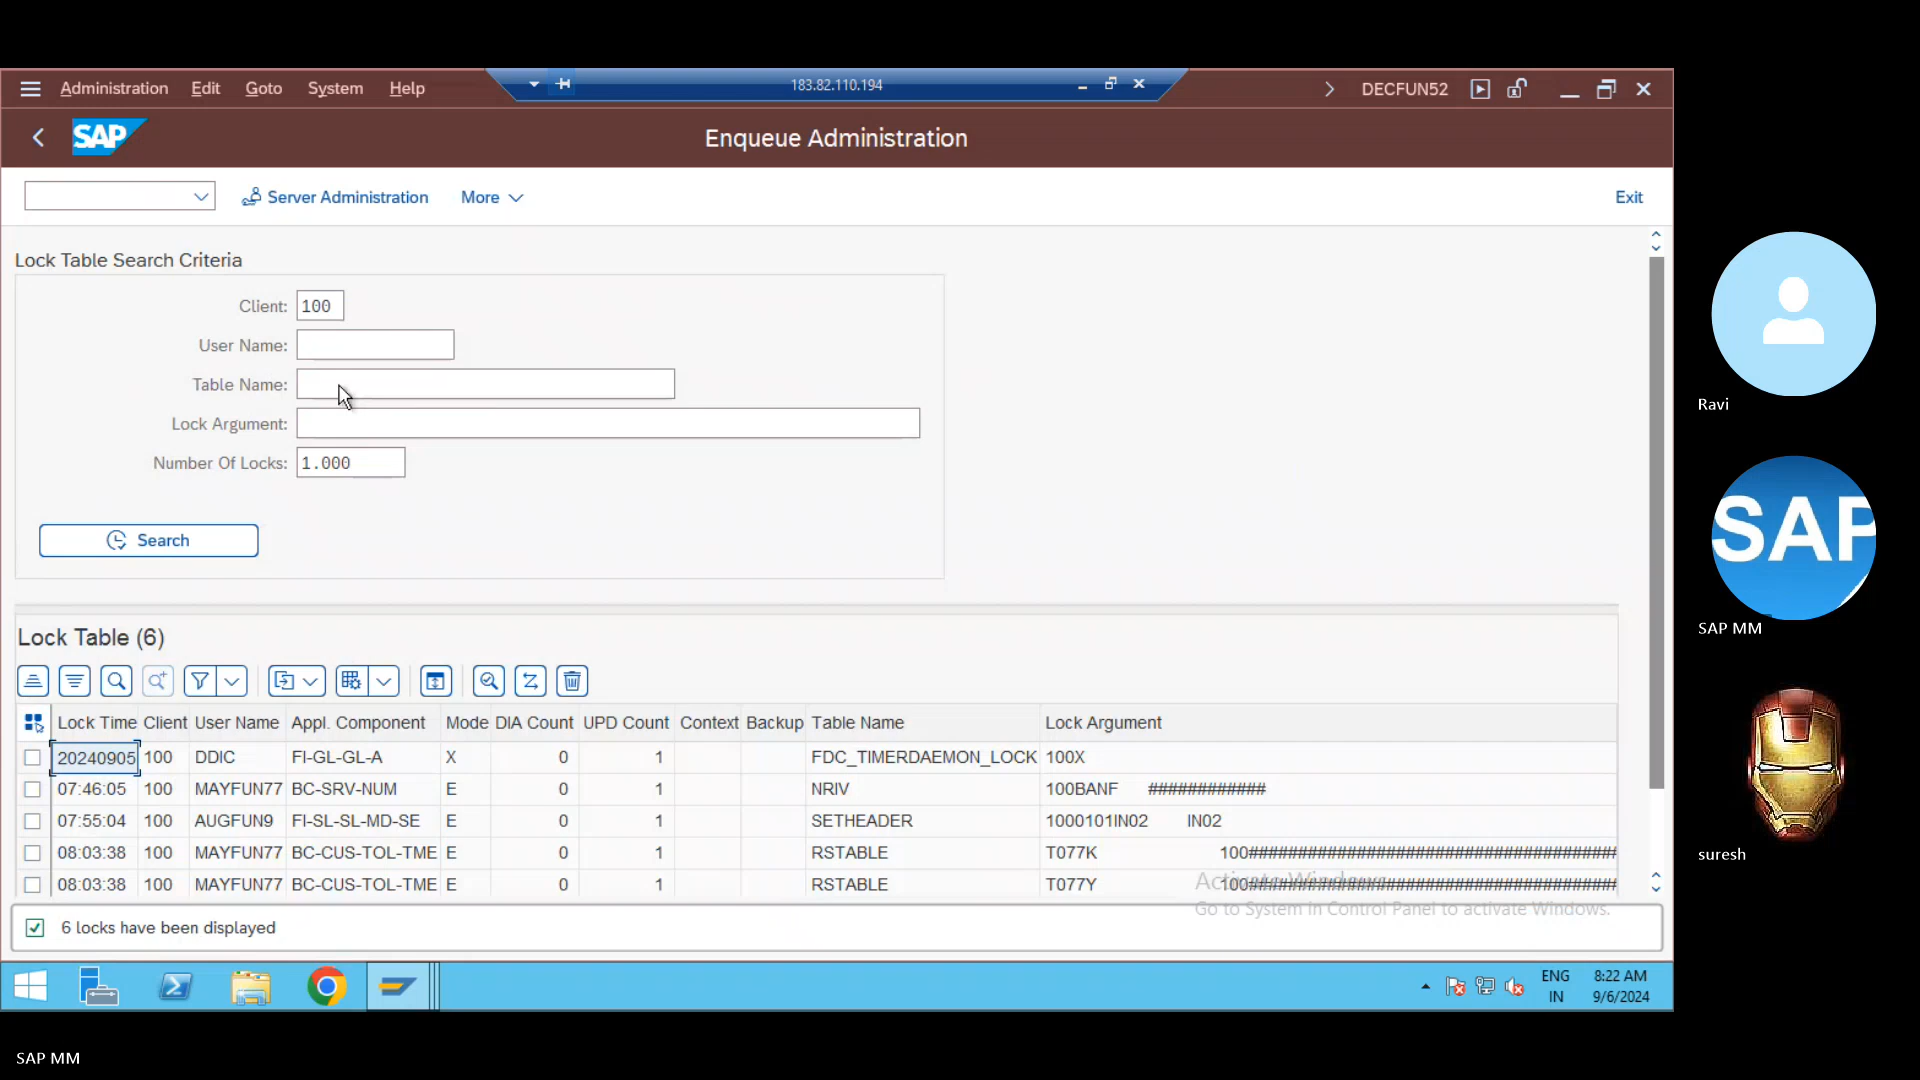 Administration Edit Goto System Help 183.82.110.194 DECFUN52
SAP Enqueue Administration
Server Administration More Exit
Lock Table Search Criteria
Client: 100
User Name:
Table Name:
Lock Argument:
Number Of Locks: 1.000
Search
Lock Table (6)
Lock Time Client User Name Appl. Component Mode DIA Count UPD Count Context Backup Table Name Lock Argument
20240905 100 DDIC FI-GL-GL-A X 0 1 FDC_TIMERDAEMON_LOCK 100X
07:46:05 100 MAYFUN77 BC-SRV-NUM E 0 1 NRIV 100BANF ############
07:55:04 100 AUGFUN9 FI-SL-SL-MD-SE E 0 1 SETHEADER 1000101IN02 IN02
08:03:38 100 MAYFUN77 BC-CUS-TOL-TME E 0 1 RSTABLE T077K 100#####################################
08:03:38 100 MAYFUN77 BC-CUS-TOL-TME E 0 1 RSTABLE T077Y 100#####################################
Activate Windows
Go to System in Control Panel to activate Windows.
6 locks have been displayed
ENG 8:22 AM
IN 9/6/2024
Ravi
SAP
SAP MM
suresh
SAP MM